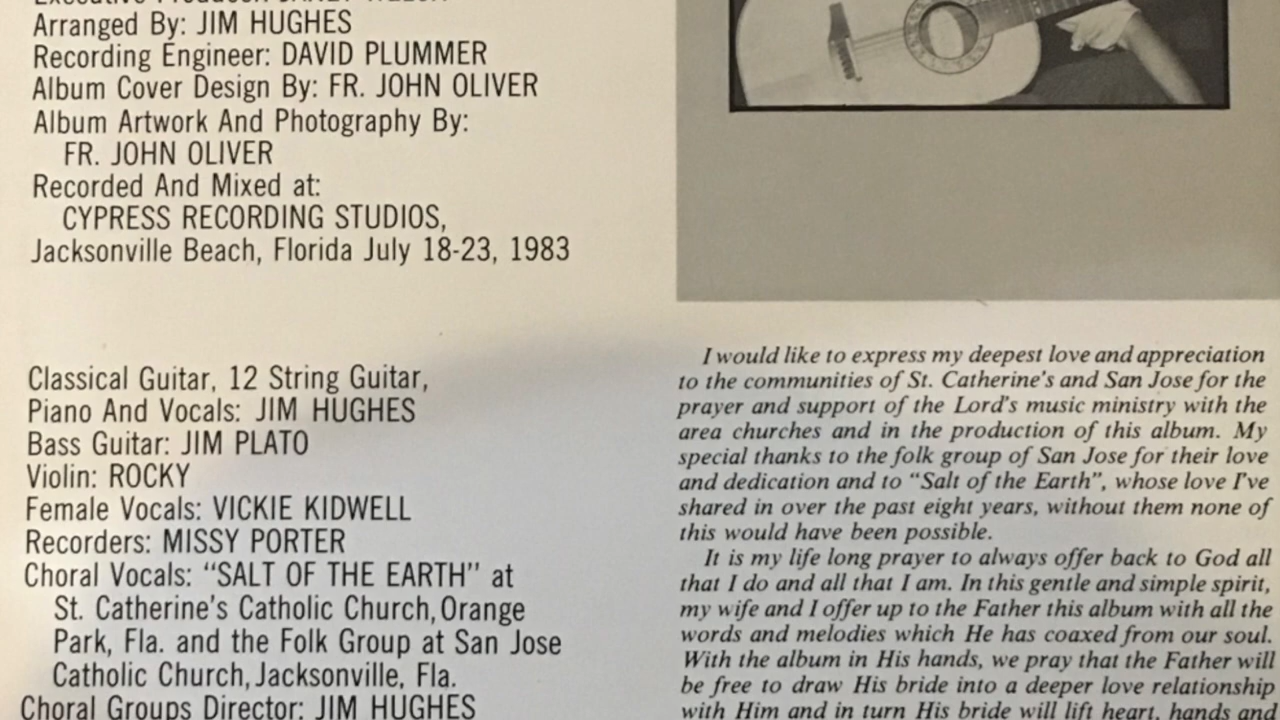 Arranged By: JIM HUGHES
Recording Engineer: DAVID PLUMMER
Album Cover Design By: FR. JOHN OLIVER
Album Artwork And Photography By:
FR. JOHN OLIVER
Recorded And Mixed at:
CYPRESS RECORDING STUDIOS,
Jacksonville Beach, Florida July 18-23, 1983
Classical Guitar, 12 String Guitar,
Piano And Vocals: JIM HUGHES
Bass Guitar: JIM PLATO
Violin: ROCKY
Female Vocals: VICKIE KIDWELL
Recorders: MISSY PORTER
Choral Vocals: “SALT OF THE EARTH” at
St. Catherine's Catholic Church, Orange
Park, Fla. and the Folk Group at San Jose
Catholic Church, Jacksonville, Fla.
Choral Groups Director: JIM HUGHES
I would like to express my deepest love and appreciation
to the communities of St. Catherine's and San Jose for the
prayer and support of the Lord's music ministry with the
area churches and in the production of this album. My
special thanks to the folk group of San Jose for their love
and dedication and to “Salt of the Earth”, whose love I've
shared in over the past eight years, without them none of
this would have been possible.
It is my life long prayer to always offer back to God all
that I do and all that I am. In this gentle and simple spirit,
my wife and I offer up to the Father this album with all the
words and melodies which He has coaxed from our soul.
With the album in His hands, we pray that the Father will
be free to draw His bride into a deeper love relationship
with Him and in turn His bride will lift heart, hands and